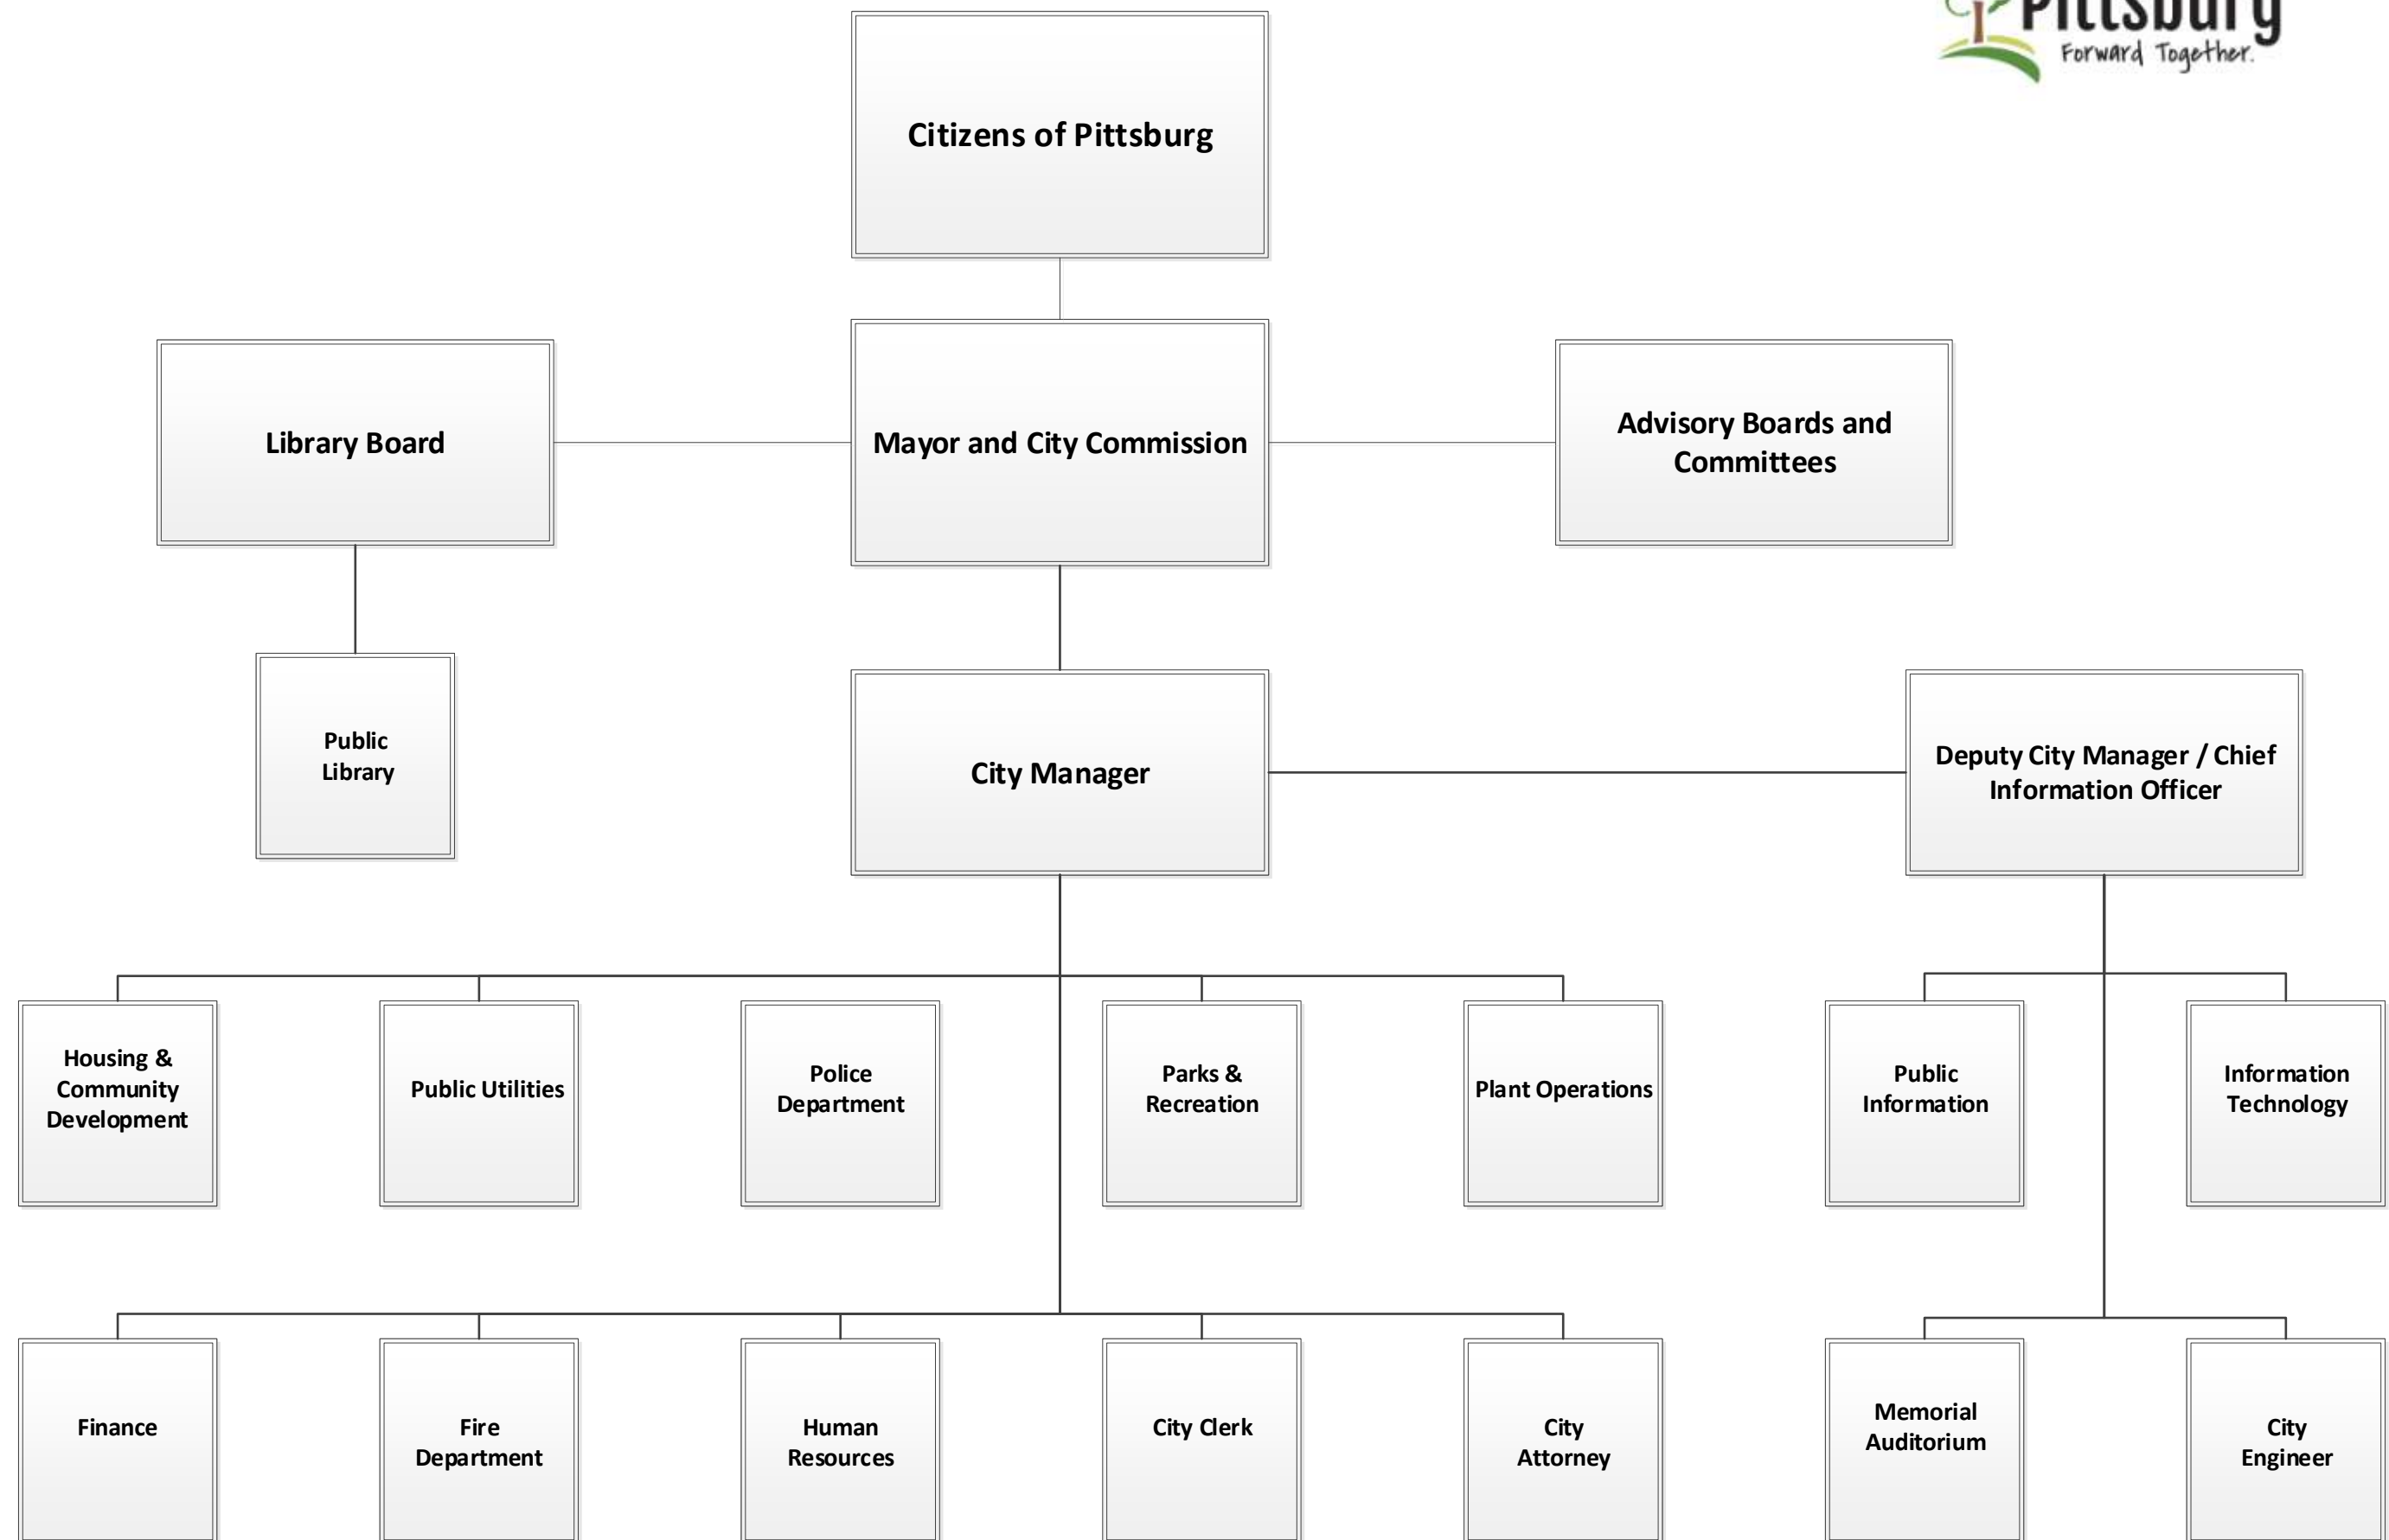 Pittsburg
Forward Together.
Citizens of Pittsburg
Library Board
Mayor and City Commission
Advisory Boards and
Committees
Public
Library
City Manager
Deputy City Manager / Chief
Information Officer
Housing &
Community
Development
Public Utilities
Police
Department
Parks &
Recreation
Plant Operations
Public
Information
Information
Technology
Finance
Fire
Department
Human
Resources
City Clerk
City
Attorney
Memorial
Auditorium
City
Engineer